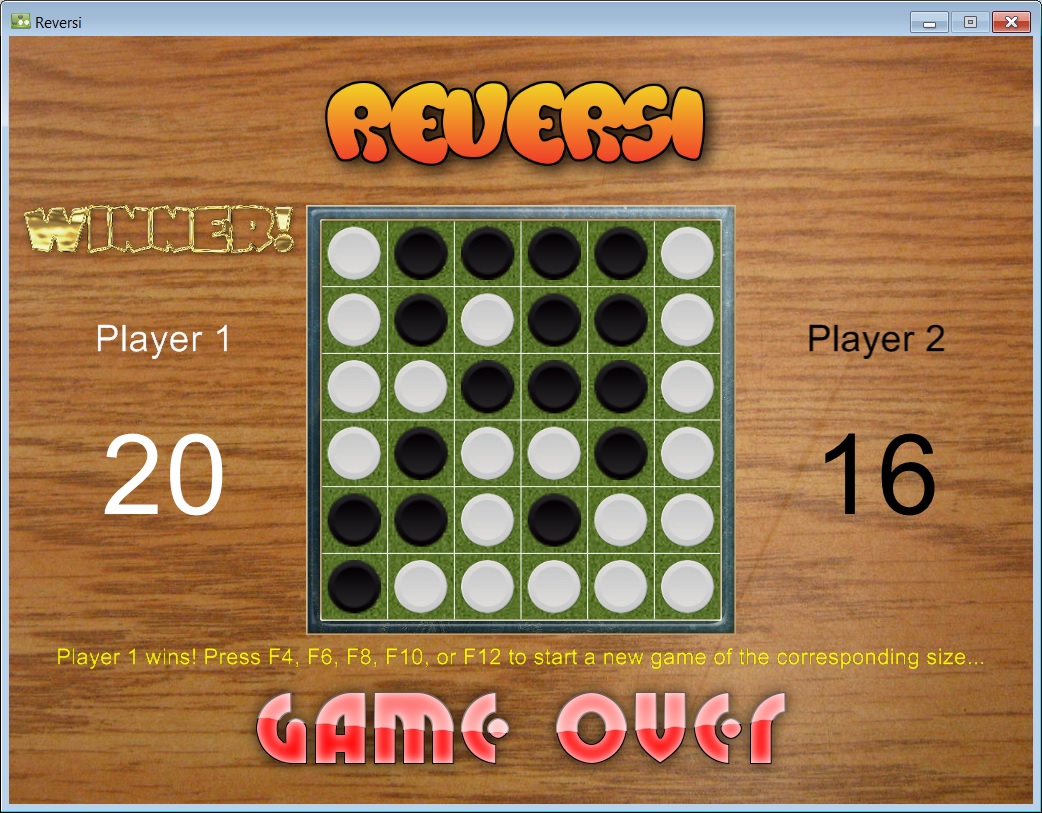 Reversi
REVERSI
WINNER!
Player 1
Player 2
20
16
Player 1 wins! Press F4, F6, F8, F10, or F12 to start a new game of the corresponding size...
GAME OVER